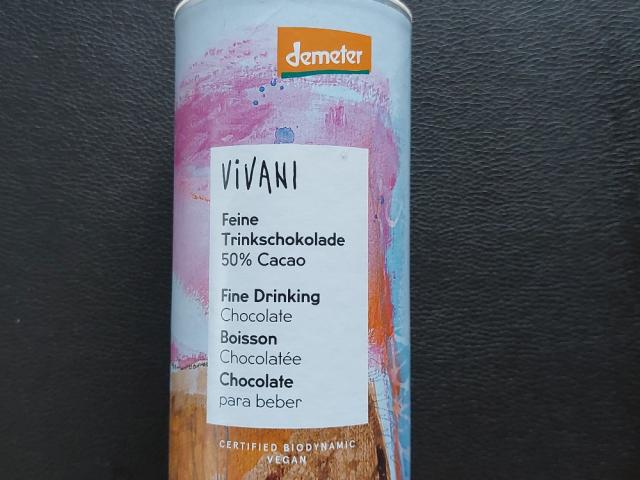 demeter
ViVANI
Feine
Trinkschokolade
50% Cacao
Fine Drinking
Chocolate
Boisson
Chocolatée
Chocolate
para beber
CERTIFIED BIODYNAMIC
VEGAN